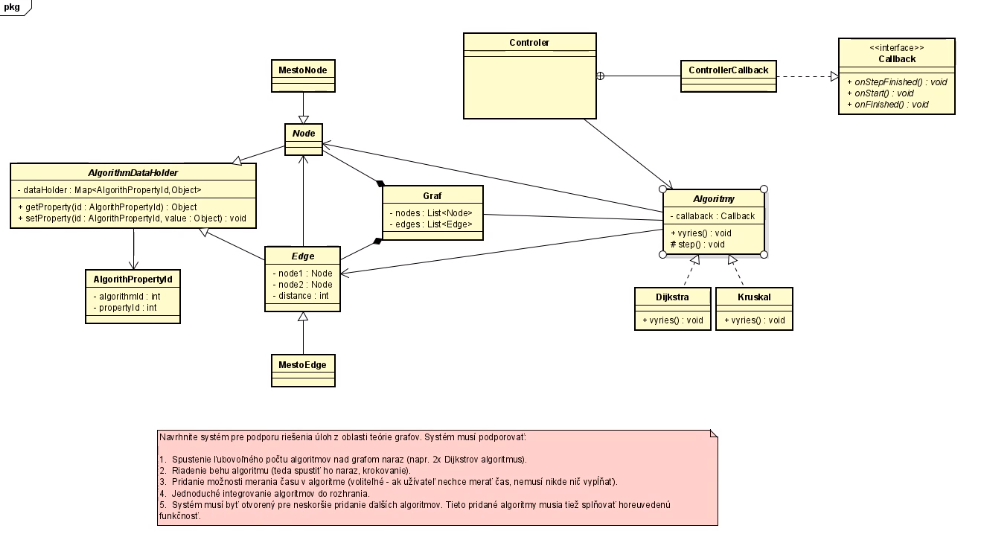 pkg
Controler
<<interface>>
Callback
+ onStepFinished() : void
+ onStart() : void
+ onFinished() : void
ControllerCallback
MestoNode
Node
AlgorithmDataHolder
- dataHolder : Map<AlgorithPropertyId,Object>
+ getProperty(id : AlgorithPropertyId) : Object
+ setProperty(id : AlgorithPropertyId, value : Object) : void
Graf
- nodes : List<Node>
- edges : List<Edge>
Algoritmy
- callaback : Callback
+ vyries() : void
# step() : void
Edge
- node1 : Node
- node2 : Node
- distance : int
AlgorithPropertyId
- algorithmId : int
- propertyId : int
Dijkstra
+ vyries() : void
Kruskal
+ vyries() : void
MestoEdge
Navrhnite systém pre podporu riešenia úloh z oblasti teórie grafov. Systém musí podporovať:
1. Spustenie ľubovoľného počtu algoritmov nad grafom naraz (napr. 2x Dijkstrov algoritmus).
2. Riadenie behu algoritmu (teda spustiť ho naraz, krokovanie).
3. Pridanie možnosti merania času v algoritme (voliteľné - ak užívateľ nechce merať čas, nemusí nikde nič vypĺňať).
4. Jednoduché integrovanie algoritmov do rozhrania.
5. Systém musí byť otvorený pre neskoršie pridanie ďalších algoritmov. Tieto pridané algoritmy musia tiež spĺňovať horeuvedenú
funkčnosť.